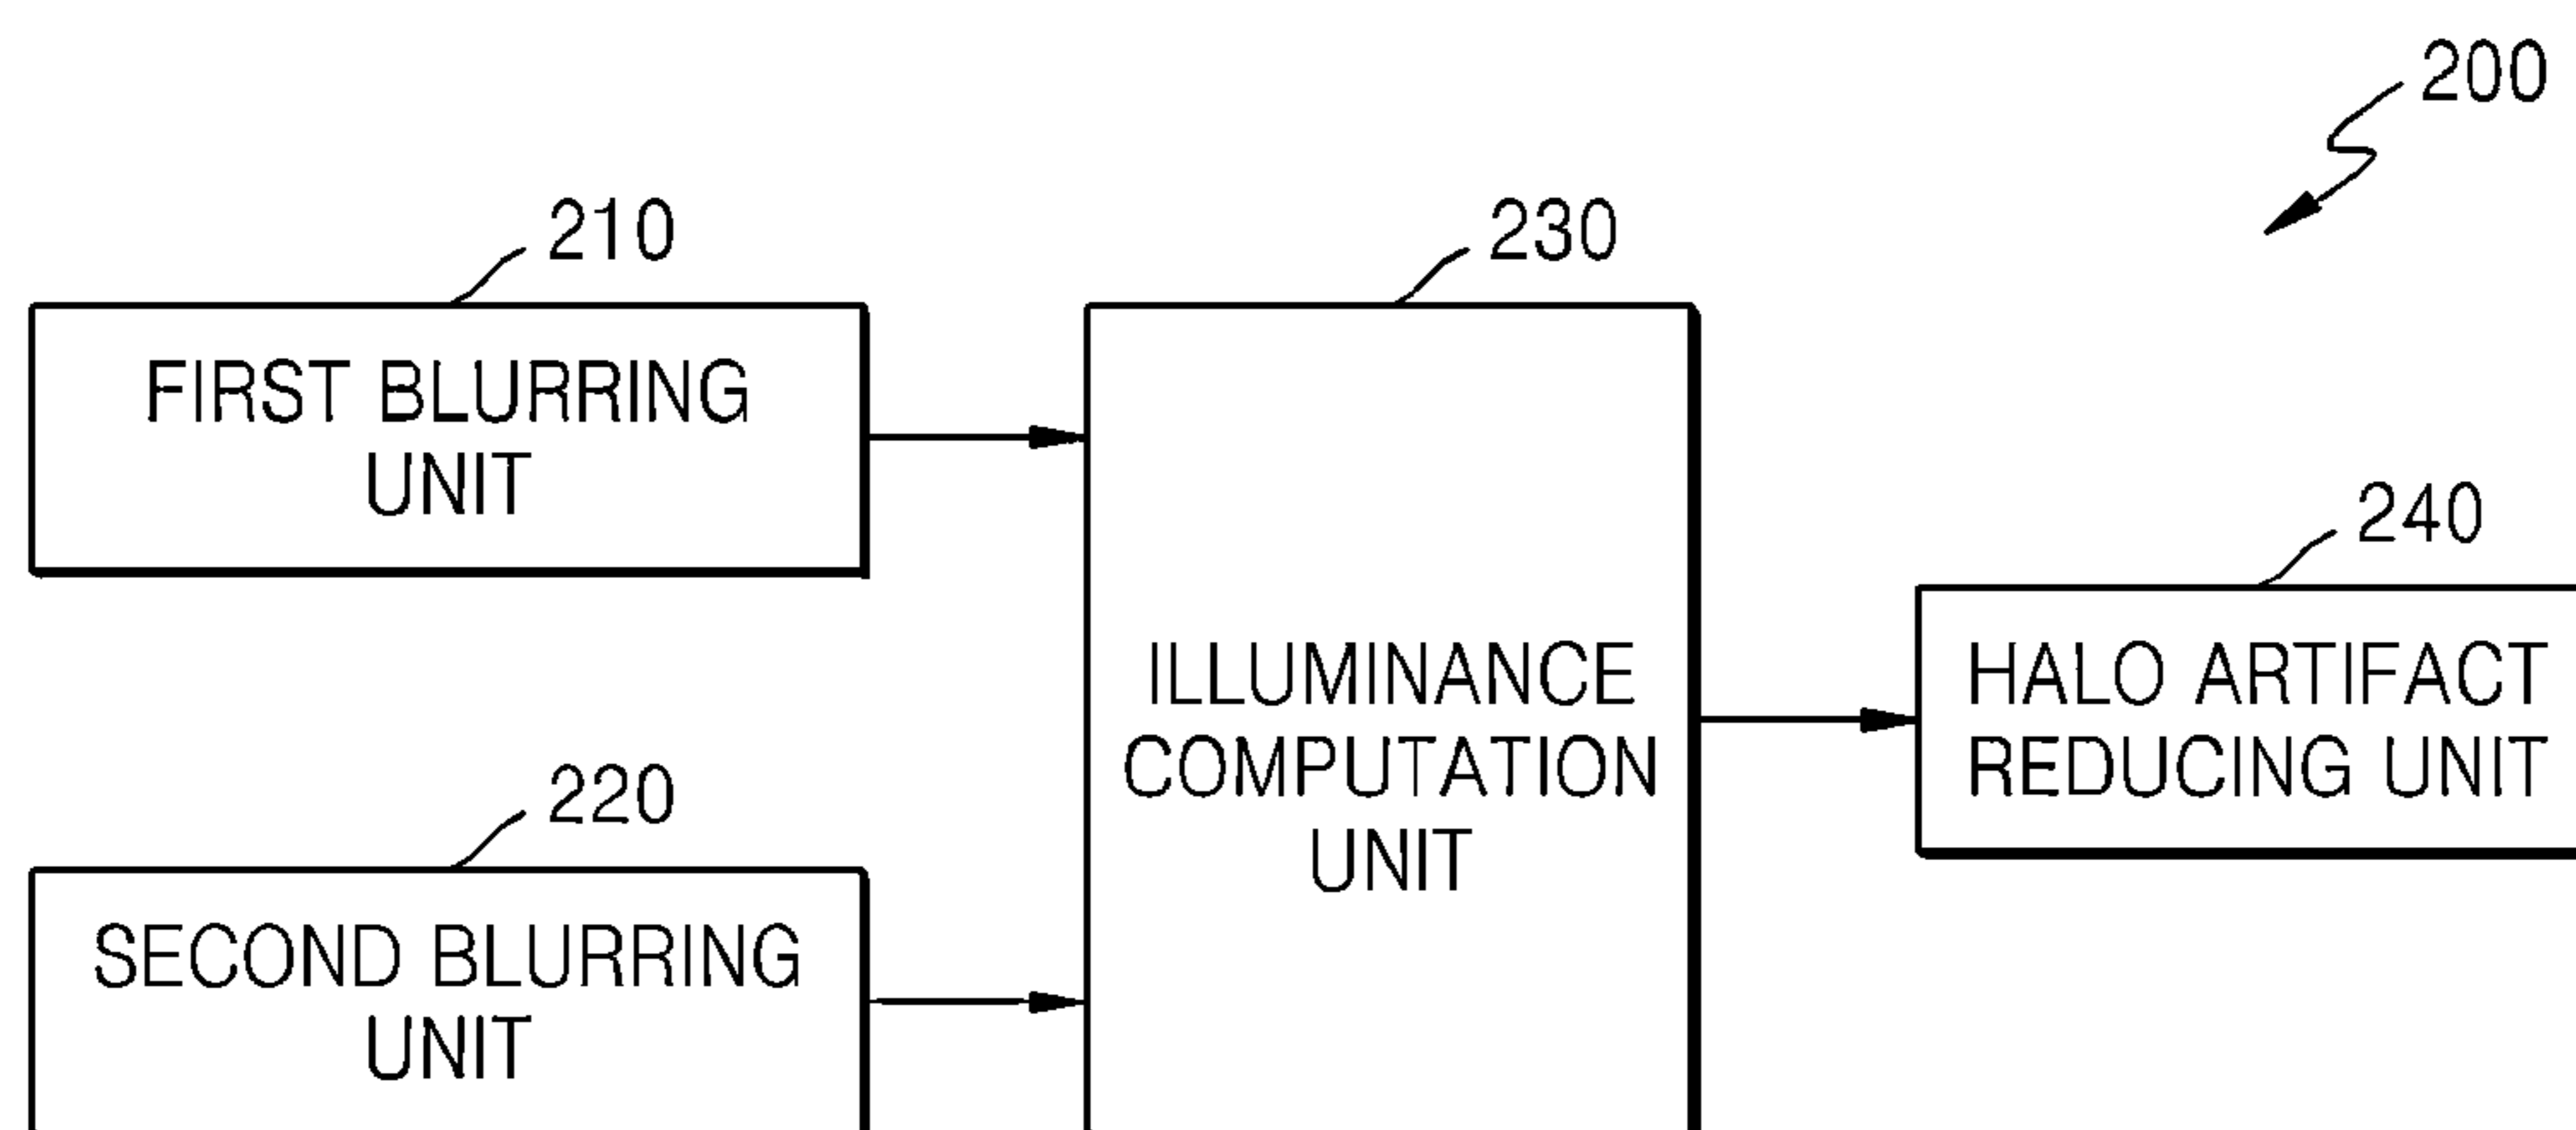 200
210
FIRST BLURRING
UNIT
220
SECOND BLURRING
UNIT
230
ILLUMINANCE
COMPUTATION
UNIT
240
HALO ARTIFACT
REDUCING UNIT